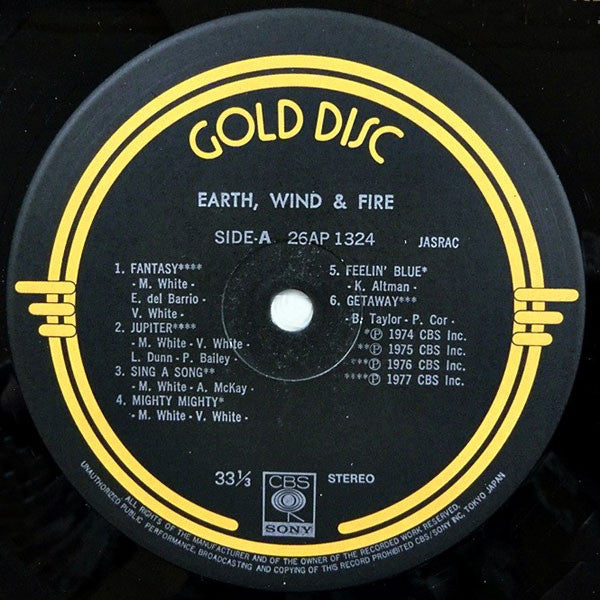 GOLD DISC
EARTH, WIND & FIRE
SIDE-A 26AP 1324 JASRAC
1. FANTASY****
- M. White -
E. del Barrio -
V. White -
2. JUPITER****
- M. White - V. White -
L. Dunn - P. Bailey -
3. SING A SONG**
- M. White - A. McKay -
4. MIGHTY MIGHTY*
- M. White - V. White -
5. FEELIN' BLUE*
- K. Altman -
6. GETAWAY***
- B. Taylor - P. Cor -
*Ⓟ 1974 CBS Inc.
**Ⓟ 1975 CBS Inc.
***Ⓟ 1976 CBS Inc.
****Ⓟ 1977 CBS Inc.
33⅓
CBS
SONY
STEREO
ALL RIGHTS OF THE MANUFACTURER AND OF THE OWNER OF THE RECORDED WORK RESERVED.
UNAUTHORIZED PUBLIC PERFORMANCE, BROADCASTING AND COPYING OF THIS RECORD PROHIBITED CBS/SONY INC, TOKYO JAPAN